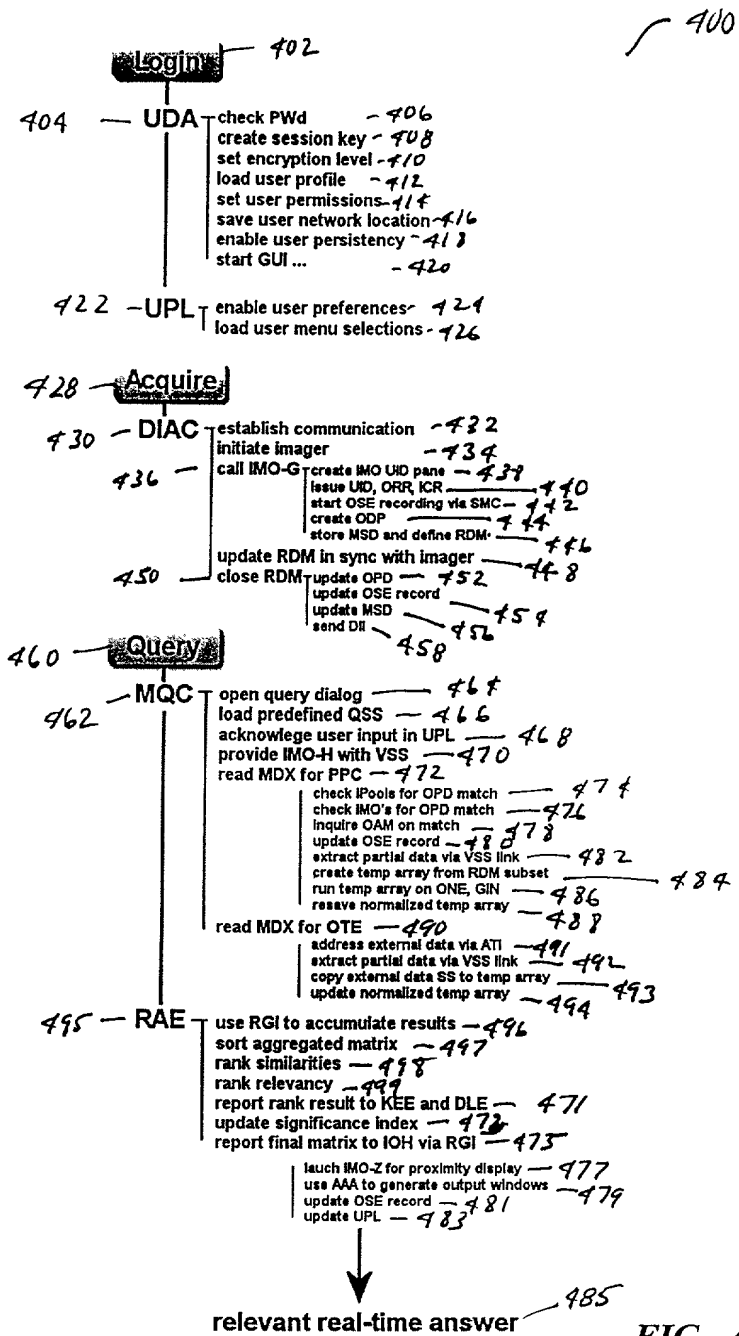 400
Login 402
404 UDA check PWd 406
create session key 408
set encryption level 410
load user profile 412
set user permissions 414
save user network location 416
enable user persistency 418
start GUI ... 420
422 UPL enable user preferences 424
load user menu selections 426
428 Acquire
430 DIAC establish communication 432
initiate imager 434
436 call IMO-G create IMO UID pane 438
issue UID, ORR, ICR 440
start OSE recording via SMC 442
create ODP 444
store MSD and define RDM 446
update RDM in sync with imager 448
450 close RDM update OPD 452
update OSE record 454
update MSD 456
send DII 458
460 Query
462 MQC open query dialog 464
load predefined QSS 466
acknowlege user input in UPL 468
provide IMO-H with VSS 470
read MDX for PPC 472
check IPools for OPD match 474
check IMO's for OPD match 476
inquire OAM on match 478
update OSE record 480
extract partial data via VSS link 482
create temp array from RDM subset 484
run temp array on ONE, GIN 486
resave normalized temp array 488
read MDX for OTE 490
address external data via ATI 491
extract partial data via VSS link 492
copy external data SS to temp array 493
update normalized temp array 494
495 RAE use RGI to accumulate results 496
sort aggregated matrix 497
rank similarities 498
rank relevancy 499
report rank result to KEE and DLE 471
update significance index
report final matrix to IOH via RGI 475
lauch IMO-Z for proximity display 477
use AAA to generate output windows 479
update OSE record 481
update UPL 483
relevant real-time answer 485
FIG.